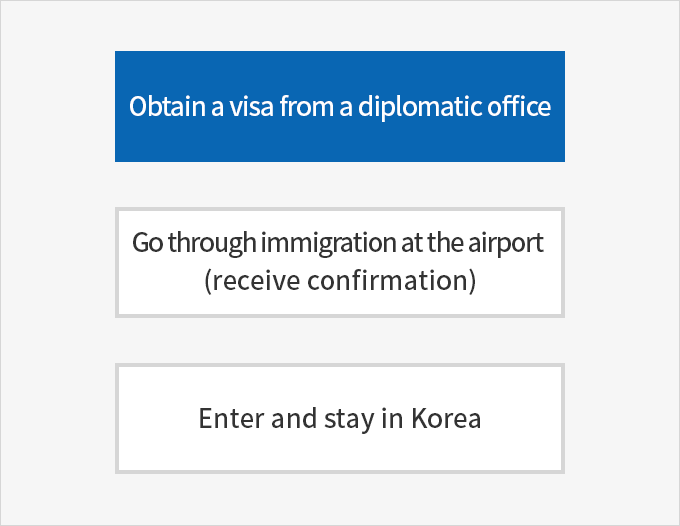 Obtain a visa from a diplomatic office
Go through immigration at the airport
(receive confirmation)
Enter and stay in Korea